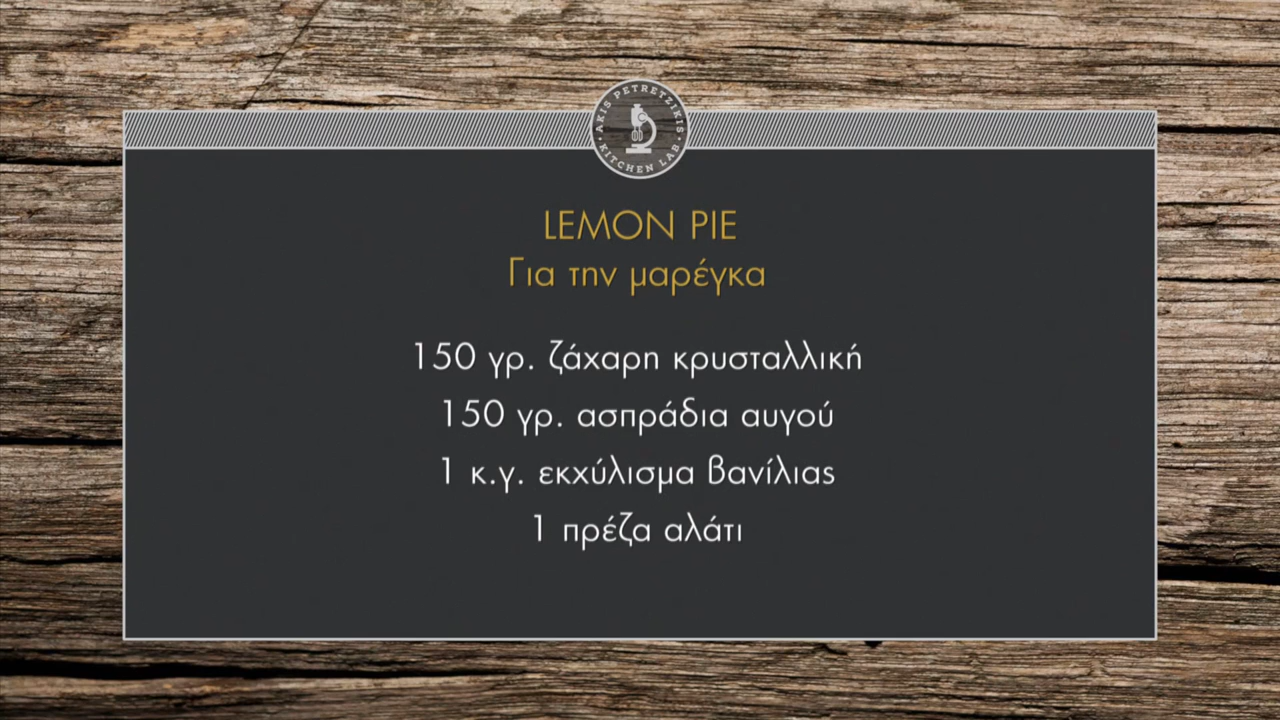 AKIS PETRETZIKIS
KITCHEN LAB
LEMON PIE
Για την μαρέγκα
150 γρ. ζάχαρη κρυσταλλική
150 γρ. ασπράδια αυγού
1 κ.γ. εκχύλισμα βανίλιας
1 πρέζα αλάτι